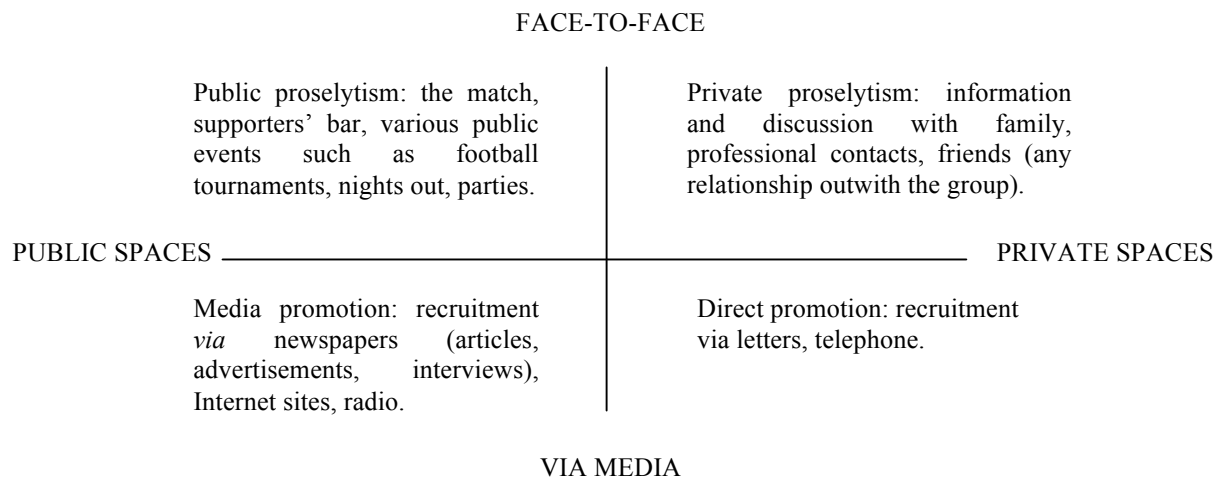 FACE-TO-FACE
Public proselytism: the match,
supporters’ bar, various public
events such as football
tournaments, nights out, parties.
Private proselytism: information
and discussion with family,
professional contacts, friends (any
relationship outwith the group).
PUBLIC SPACES
PRIVATE SPACES
Media promotion: recruitment
via newspapers (articles,
advertisements, interviews),
Internet sites, radio.
Direct promotion: recruitment
via letters, telephone.
VIA MEDIA